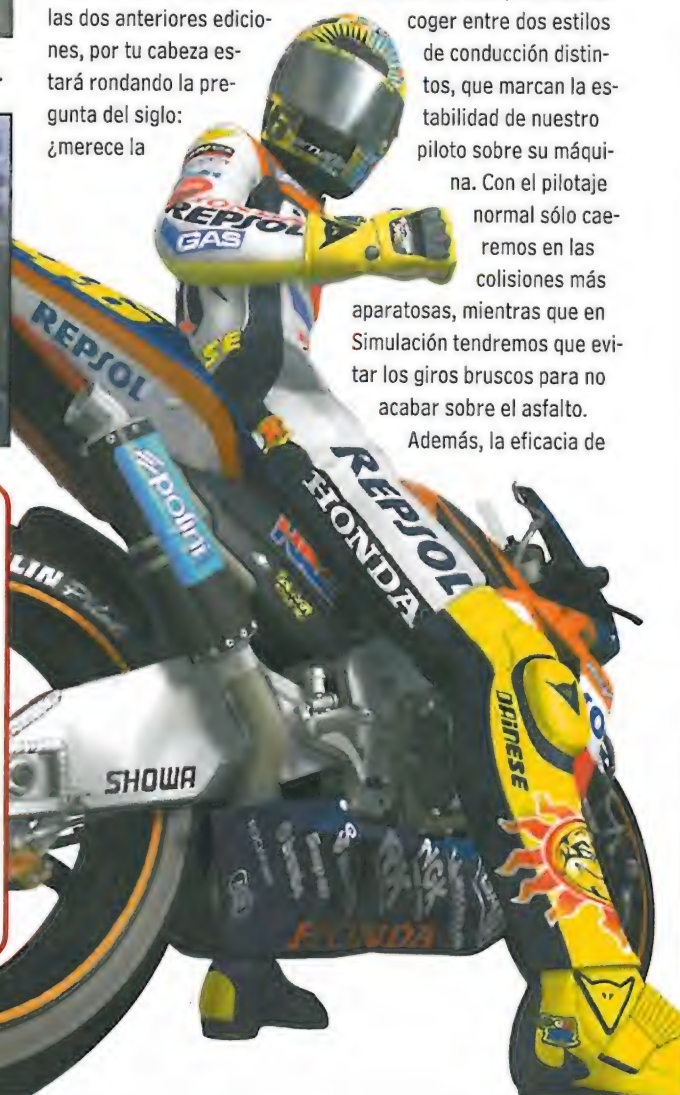 las dos anteriores edicio-
nes, por tu cabeza es-
tará rondando la pre-
gunta del siglo:
¿merece la
coger entre dos estilos
de conducción distin-
tos, que marcan la es-
tabilidad de nuestro
piloto sobre su máqui-
na. Con el pilotaje
normal sólo cae-
remos en las
colisiones más
aparatosas, mientras que en
Simulación tendremos que evi-
tar los giros bruscos para no
acabar sobre el asfalto.
Además, la eficacia de
REPSOL
GAS
REPSOL
polini
REPSOL
HONDA
SHOWA
DAINESE
NGK
HONDA